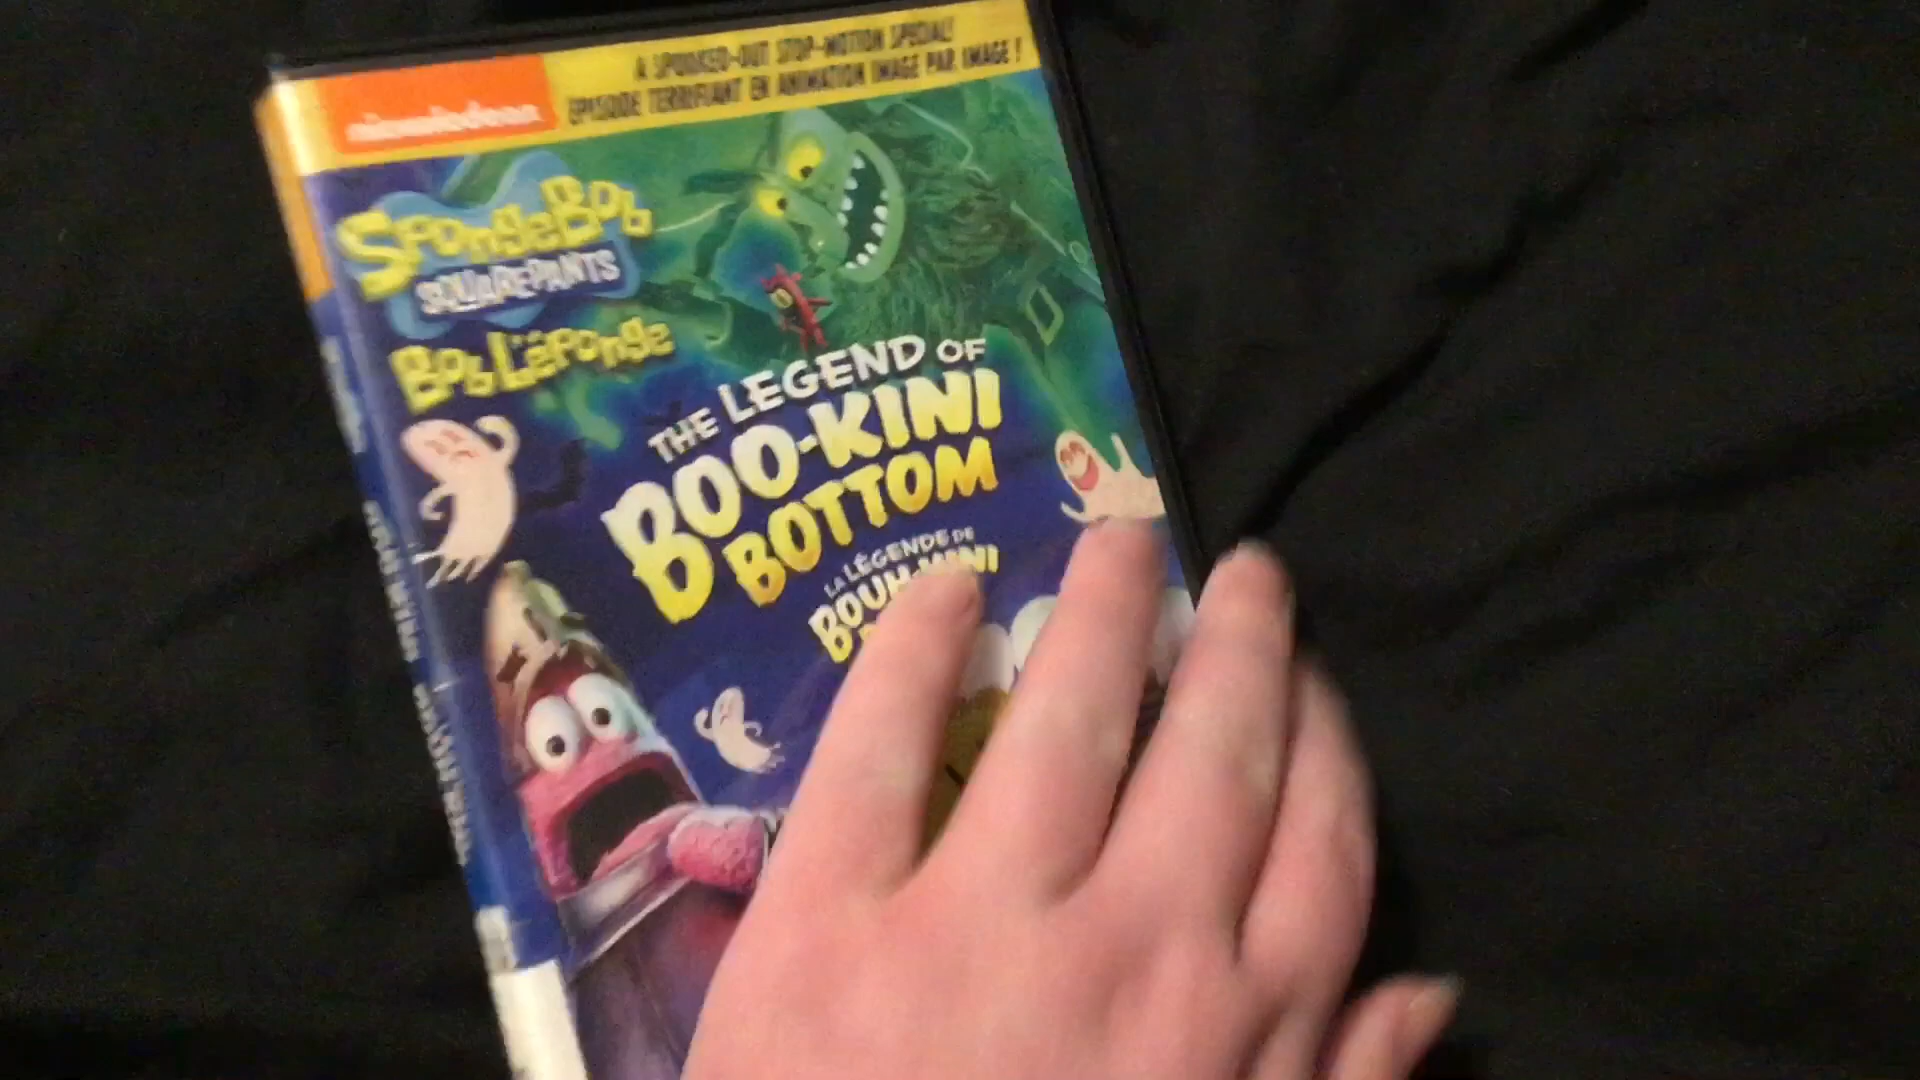 A SPOOKED-OUT STOP-MOTION SPECIAL!
ÉPISODE TERRIFIANT EN ANIMATION IMAGE PAR IMAGE !
nickelodeon
SPONGEBOB
SQUAREPANTS
BOB L'ÉPONGE
THE LEGEND OF
BOO-KINI
BOTTOM
LA LÉGENDE DE